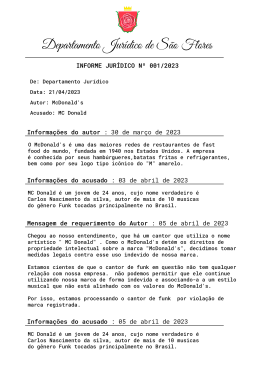 Departamento Jurídico de São Flores
INFORME JURÍDICO Nº 001/2023
De: Departamento Jurídico
Data: 21/04/2023
Autor: McDonald's
Acusado: MC Donald
Informações do autor : 30 de março de 2023
O McDonald's é uma das maiores redes de restaurantes de fast
food do mundo, fundada em 1940 nos Estados Unidos. A empresa
é conhecida por seus hambúrgueres,batatas fritas e refrigerantes,
bem como por seu logo tipo icônico do "M" amarelo.
Informações do acusado : 03 de abril de 2023
MC Donald é um jovem de 24 anos, cujo nome verdadeiro é
Carlos Nascimento da silva, autor de mais de 10 musicas
do gênero Funk tocadas principalmente no Brasil.
Mensagem de requerimento do Autor : 05 de abril de 2023
Chegou ao nosso entendimento, que há um cantor que utiliza o nome
artístico " MC Donald" . Como o McDonald's detém os direitos de
propriedade intelectual sobre a marca "McDonald's", decidimos tomar
medidas legais contra esse uso indevido de nossa marca.
Estamos cientes de que o cantor de funk em questão não tem qualquer
relação com nossa empresa. não podemos permitir que ele continue
utilizando nossa marca de forma indevida e associando-a a um estilo
musical que não está alinhado com os valores do McDonald's.
Por isso, estamos processando o cantor de funk por violação de
marca registrada.
Informações do acusado : 05 de abril de 2023
MC Donald é um jovem de 24 anos, cujo nome verdadeiro é
Carlos Nascimento da silva, autor de mais de 10 musicas
do gênero Funk tocadas principalmente no Brasil.